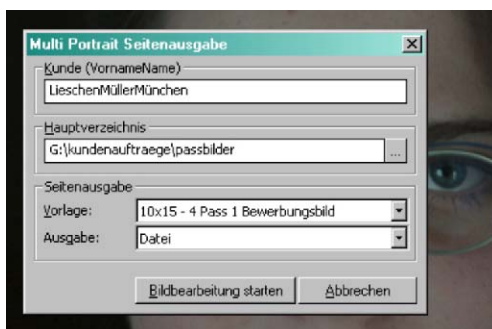 Multi Portrait Seitenausgabe
Kunde (VornameName)
LieschenMüllerMünchen
Hauptverzeichnis
G:\kundenauftraege\passbilder
...
Seitenausgabe
Vorlage: 10x15 - 4 Pass 1 Bewerbungsbild
Ausgabe: Datei
Bildbearbeitung starten Abbrechen